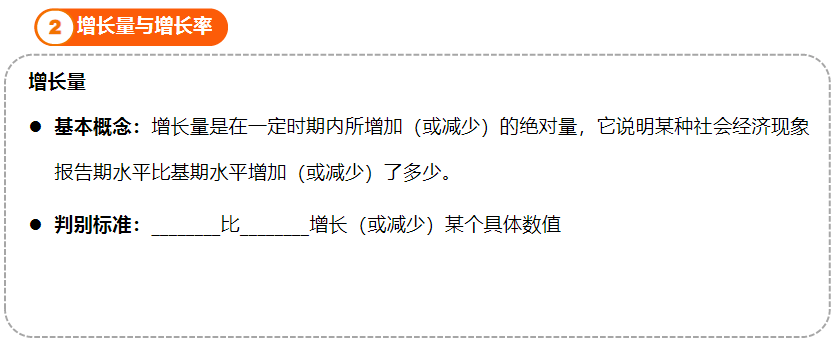 2 增长量与增长率
增长量
● 基本概念：增长量是在一定时期内所增加（或减少）的绝对量，它说明某种社会经济现象
报告期水平比基期水平增加（或减少）了多少。
● 判别标准：________比________增长（或减少）某个具体数值